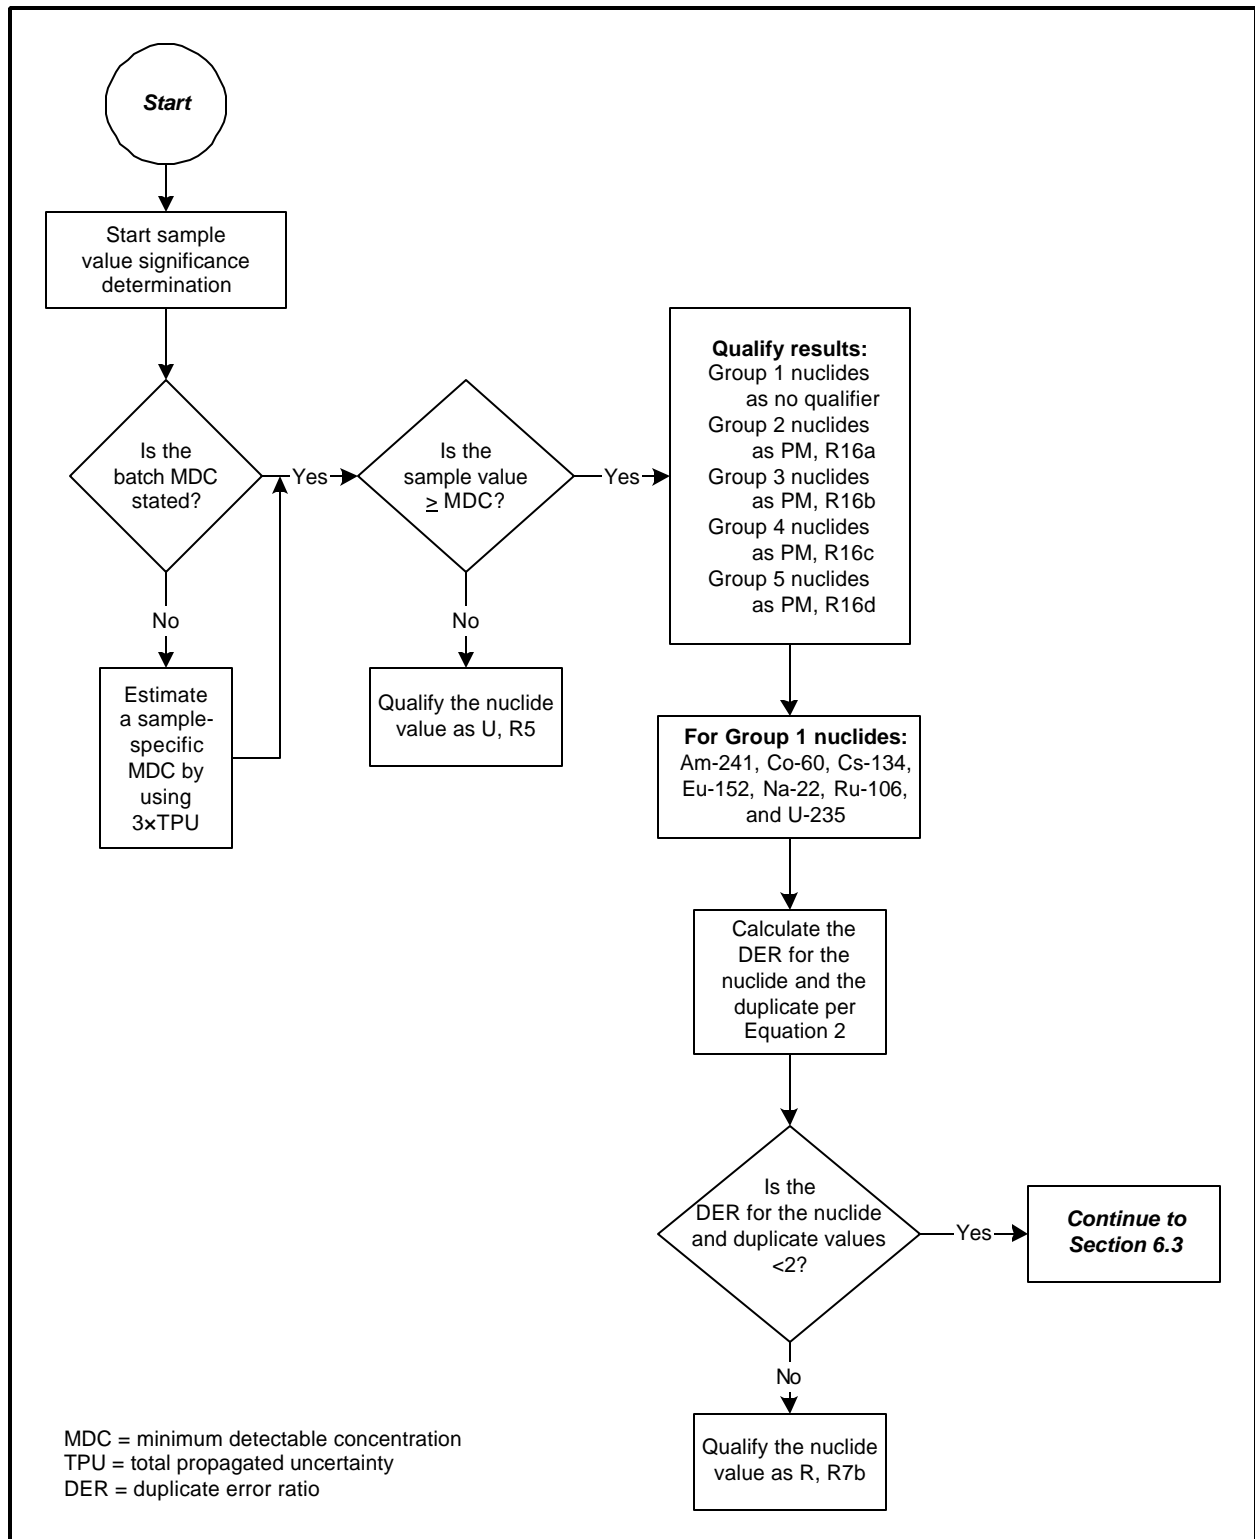 Start
Start sample
value significance
determination
Is the
batch MDC
stated?
Yes
No
Estimate
a sample-
specific
MDC by
using
3×TPU
Is the
sample value
≥ MDC?
Yes
No
Qualify the nuclide
value as U, R5
Qualify results:
Group 1 nuclides
as no qualifier
Group 2 nuclides
as PM, R16a
Group 3 nuclides
as PM, R16b
Group 4 nuclides
as PM, R16c
Group 5 nuclides
as PM, R16d
For Group 1 nuclides:
Am-241, Co-60, Cs-134,
Eu-152, Na-22, Ru-106,
and U-235
Calculate the
DER for the
nuclide and the
duplicate per
Equation 2
Is the
DER for the nuclide
and duplicate values
<2?
Yes
Continue to
Section 6.3
No
Qualify the nuclide
value as R, R7b
MDC = minimum detectable concentration
TPU = total propagated uncertainty
DER = duplicate error ratio